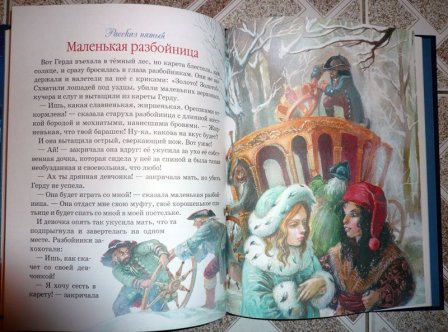 Рассказ пятый
Маленькая разбойница
Вот Герда въехала в тёмный лес, но карета блестела, как
солнце, и сразу бросилась в глаза разбойникам. Они не вы-
держали и налетели на неё с криками: «Золото! Золото!».
Схватили лошадей под уздцы, убили маленьких форейторов,
кучера и слуг и вытащили из кареты Герду.
— Ишь, какая славненькая, жирненькая. Орешками от-
кормлена! — сказала старуха разбойница с длинной жёст-
кой бородой и мохнатыми, нависшими бровями. — Жир-
ненькая, что твой барашек! Ну-ка, какова на вкус будет?
И она вытащила острый, сверкающий нож. Вот ужас!
— Ай! — закричала она вдруг: её укусила за ухо её собс-
твенная дочка, которая сидела у неё за спиной и была такая
необузданная и своевольная, что любо!
— Ах ты дрянная девчонка! — закричала мать, но убить
Герду не успела.
— Она будет играть со мной! — сказала маленькая разбой-
ница. — Она отдаст мне свою муфту, своё хорошенькое пла-
тьице и будет спать со мной в моей постельке.
И девочка опять так укусила мать, что та
подпрыгнула и завертелась на одном
месте. Разбойники за-
хохотали:
— Ишь, как ска-
чет со своей дев-
чонкой!
— Я хочу сесть в
карету! — закричала